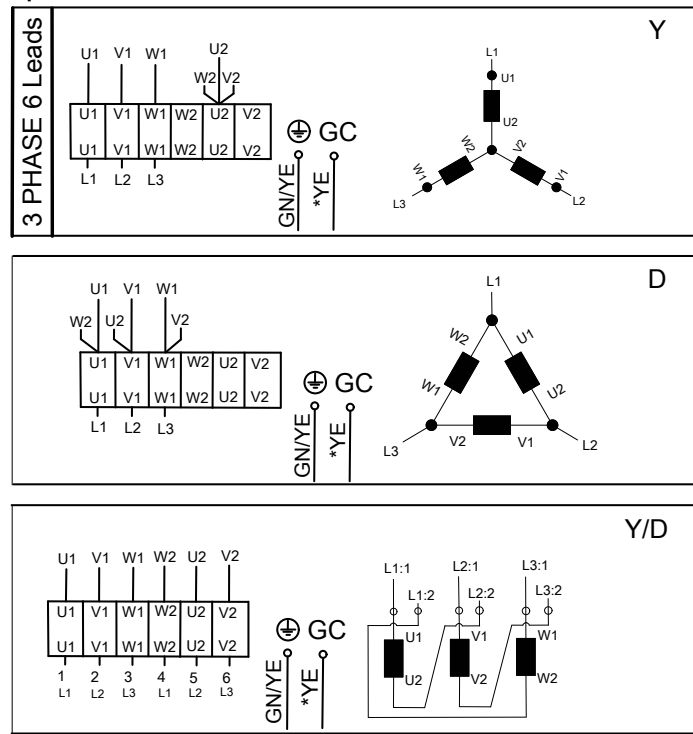 3 PHASE 6 Leads
Y
U1 V1 W1 U2
W2 V2
U1 V1 W1 W2 U2 V2
U1 V1 W1 W2 U2 V2
L1 L2 L3
GC
GN/YE
*YE
L1
U1
U2
W2
V2
W1
V1
L3
L2
D
U1 V1 W1
W2 U2 V2
U1 V1 W1 W2 U2 V2
U1 V1 W1 W2 U2 V2
L1 L2 L3
GC
GN/YE
*YE
L1
W2 U1
W1 U2
V2 V1
L3 L2
Y/D
U1 V1 W1 W2 U2 V2
U1 V1 W1 W2 U2 V2
U1 V1 W1 W2 U2 V2
1 2 3 4 5 6
L1 L2 L3 L1 L2 L3
GC
GN/YE
*YE
L1:1 L2:1 L3:1
L1:2 L2:2 L3:2
U1 V1 W1
U2 V2 W2